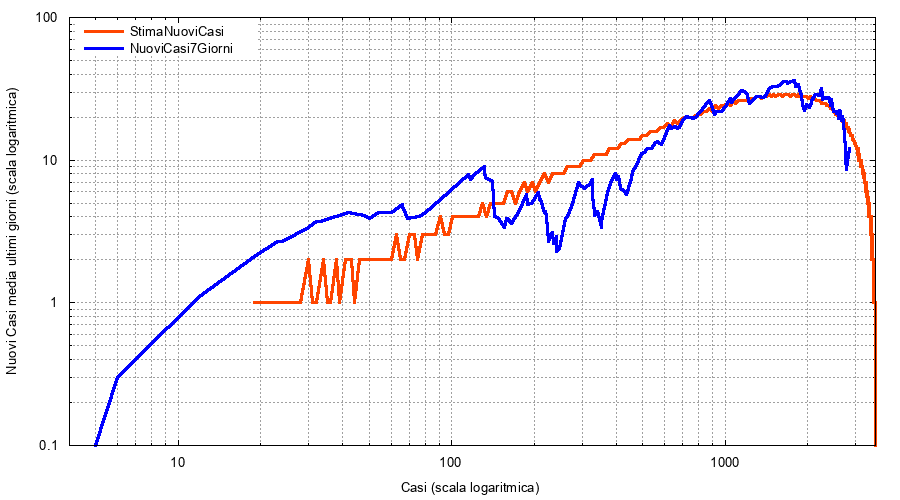 100
StimaNuoviCasi
NuoviCasi7Giorni
10
1
0.1
10
100
1000
Nuovi Casi media ultimi giorni (scala logaritmica)
Casi (scala logaritmica)